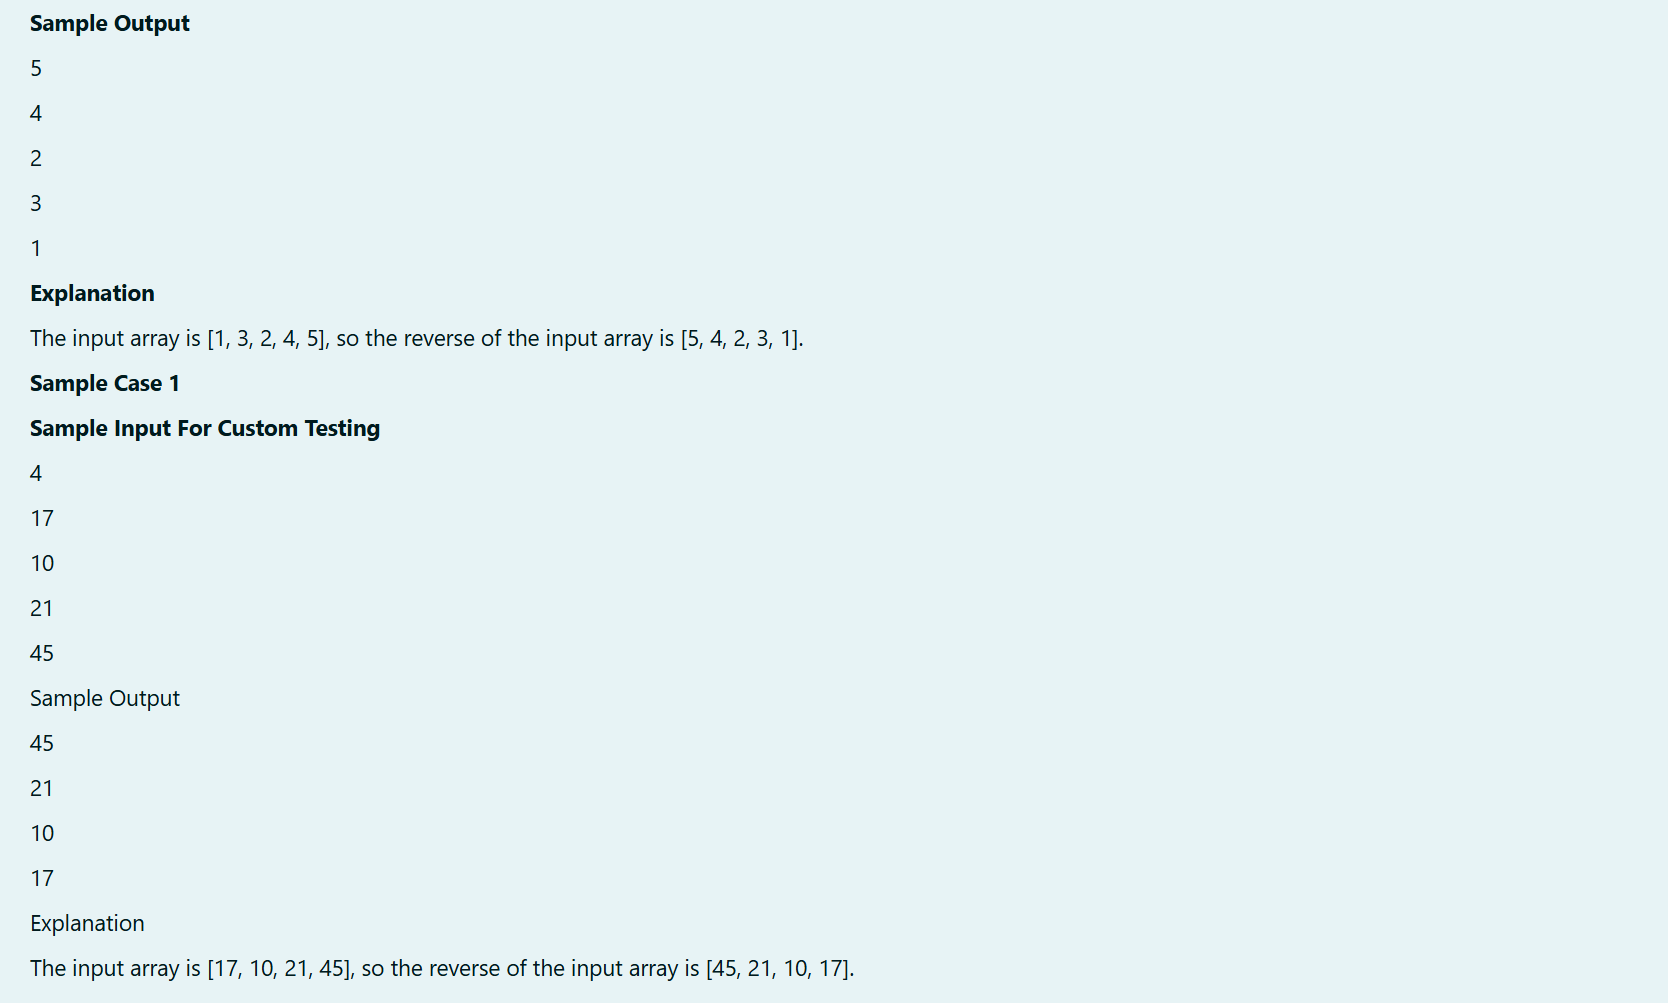 Sample Output
5
4
2
3
1
Explanation
The input array is [1, 3, 2, 4, 5], so the reverse of the input array is [5, 4, 2, 3, 1].
Sample Case 1
Sample Input For Custom Testing
4
17
10
21
45
Sample Output
45
21
10
17
Explanation
The input array is [17, 10, 21, 45], so the reverse of the input array is [45, 21, 10, 17].